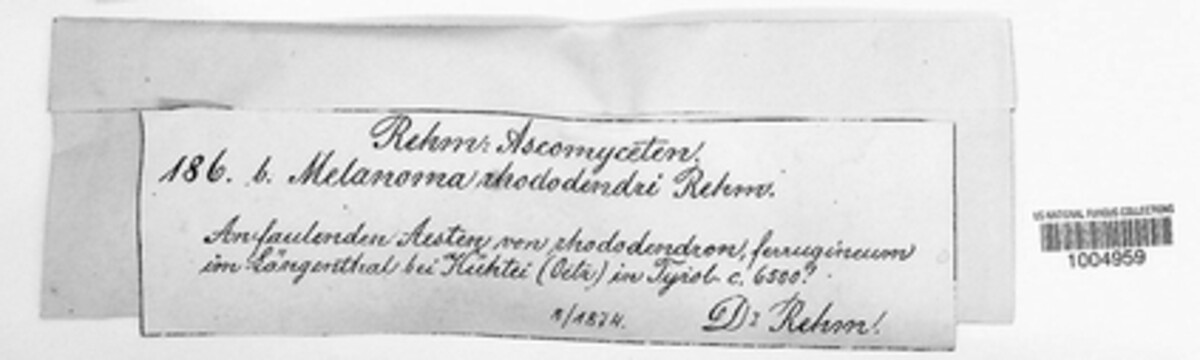 Rehm: Ascomyceten.
186. b. Melanoma rhododendri Rehm.
An faulenden Aesten von rhododendron ferrugineum
im Längenthal bei Kühtei (Oetz) in Tyrol c. 6500'.
8/1874.
Dr Rehm.
US NATIONAL FUNGUS COLLECTIONS
1004959